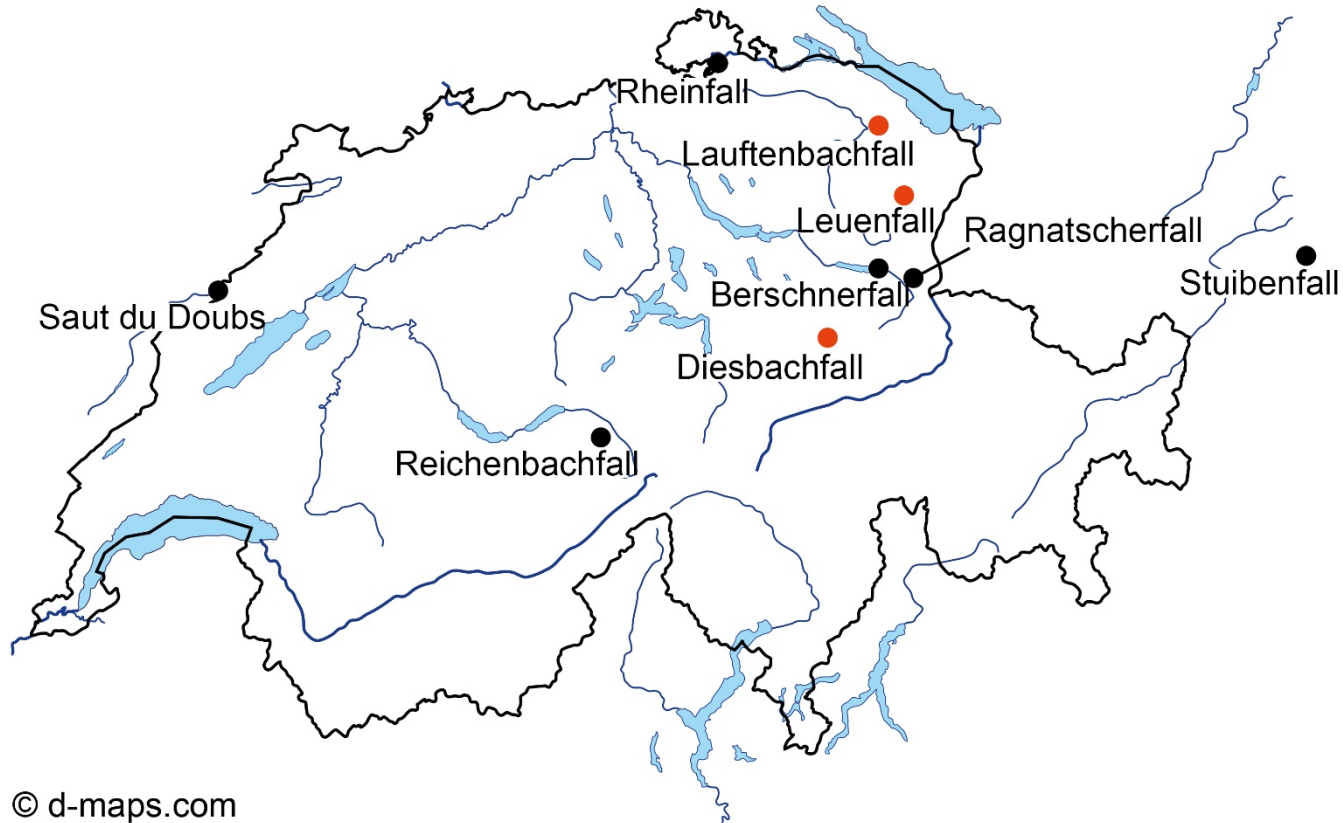 Rheinfall
Lauftenbachfall
Leuenfall
Ragnatscherfall
Stuibenfall
Berschnerfall
Saut du Doubs
Diesbachfall
Reichenbachfall
© d-maps.com